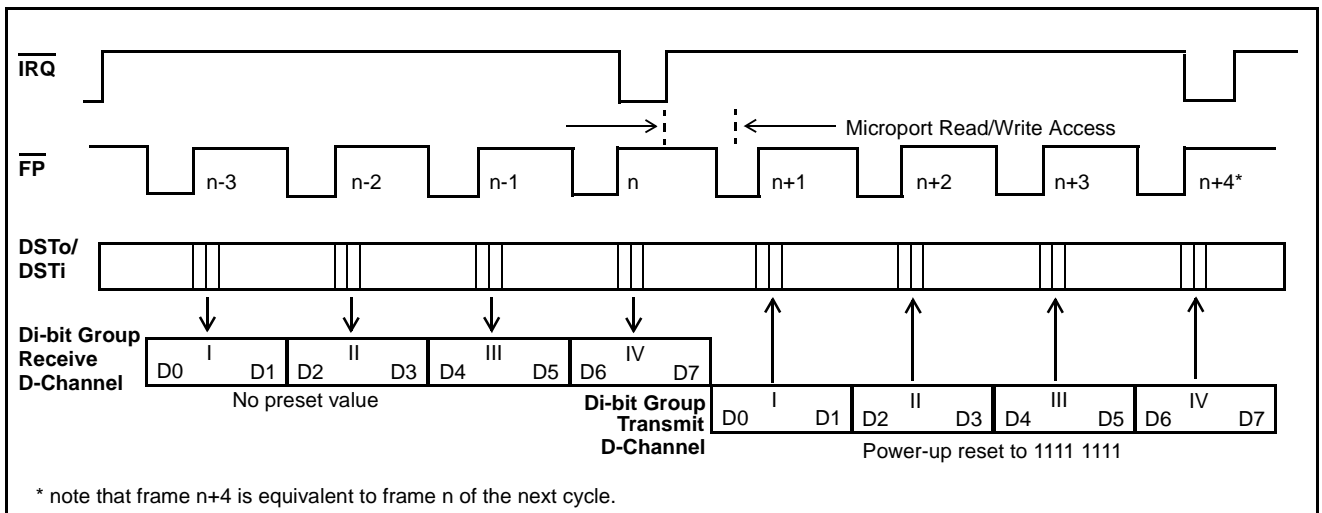 IRQ
Microport Read/Write Access
FP
n-3 n-2 n-1 n n+1 n+2 n+3 n+4*
DSTo/
DSTi
Di-bit Group
Receive
D-Channel
I II III IV
D0 D1 D2 D3 D4 D5 D6 D7
No preset value
Di-bit Group
Transmit
D-Channel
I II III IV
D0 D1 D2 D3 D4 D5 D6 D7
Power-up reset to 1111 1111
* note that frame n+4 is equivalent to frame n of the next cycle.